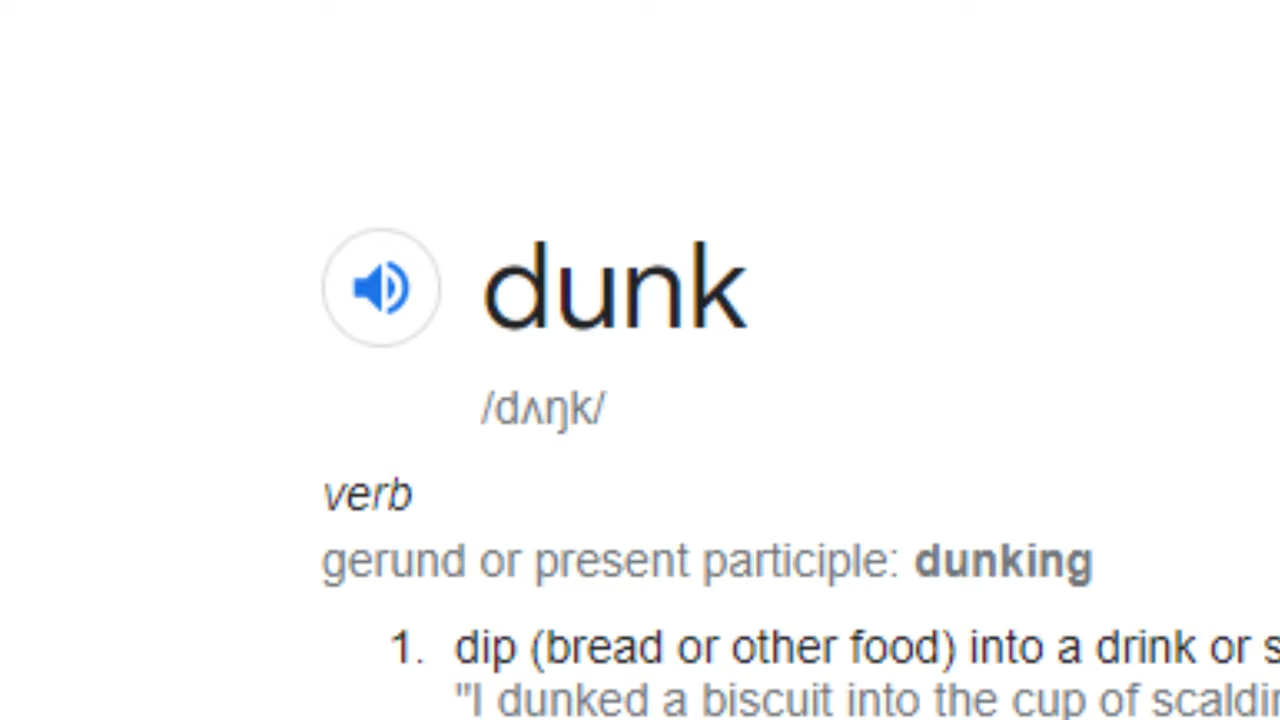 dunk
/dʌŋk/
verb
gerund or present participle: dunking
1. dip (bread or other food) into a drink or
"I dunked a biscuit into the cup of